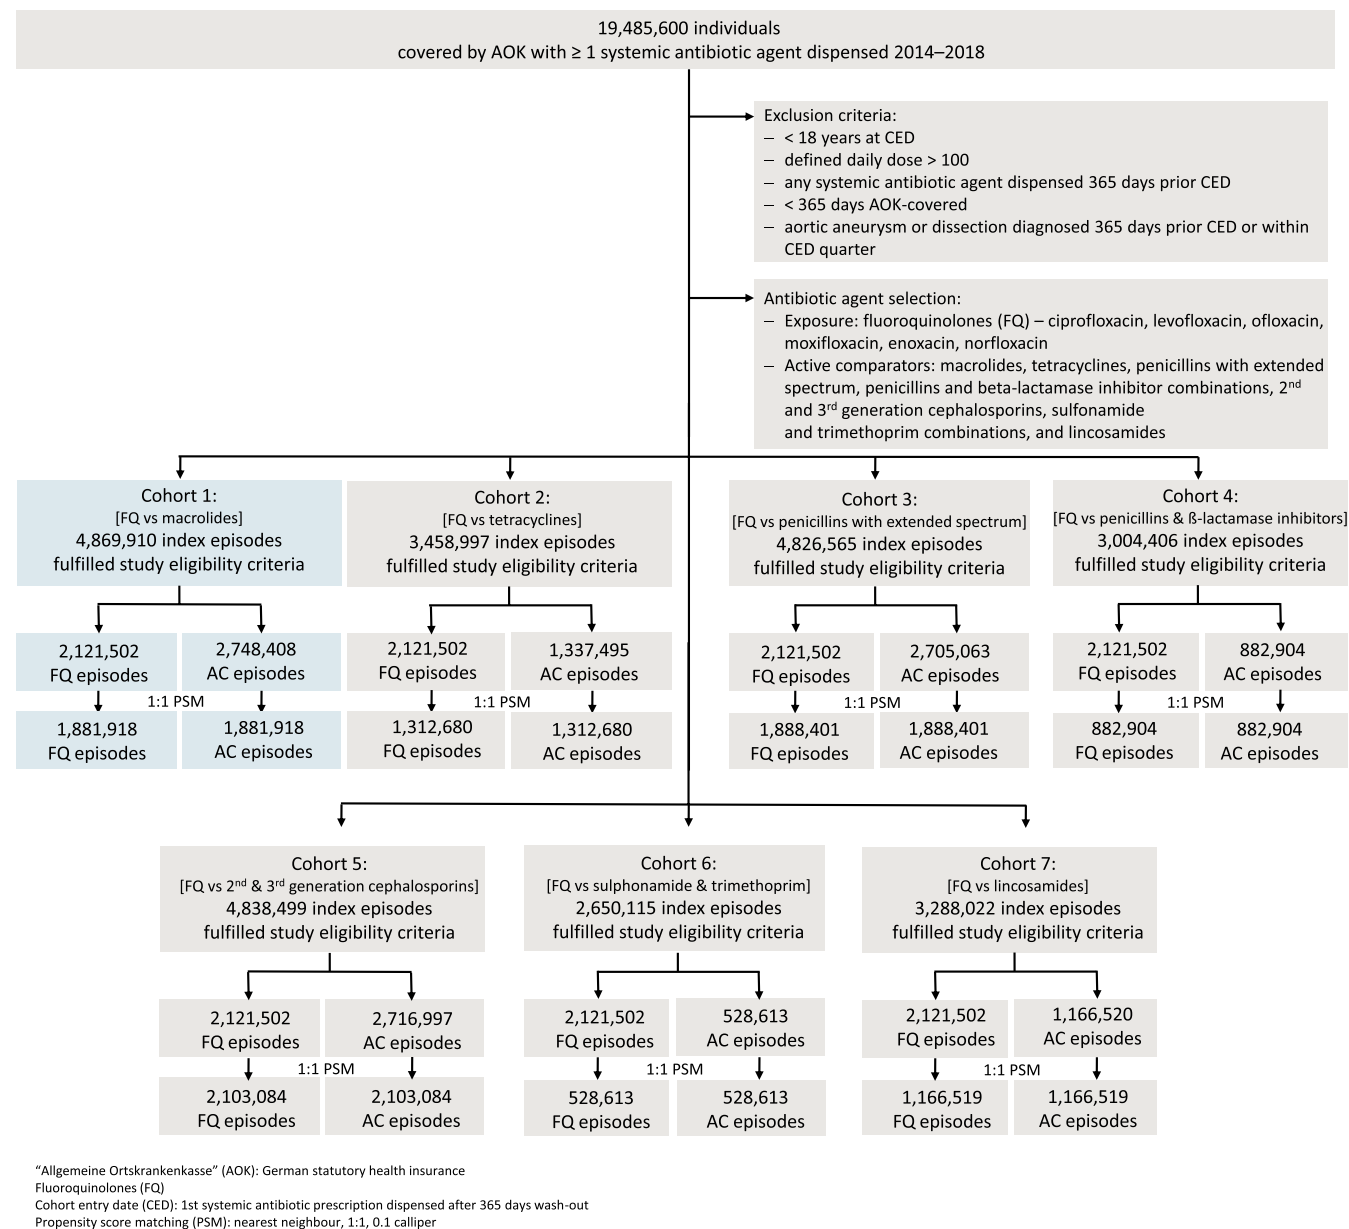 19,485,600 individuals
covered by AOK with ≥ 1 systemic antibiotic agent dispensed 2014–2018
Exclusion criteria:
– < 18 years at CED
– defined daily dose > 100
– any systemic antibiotic agent dispensed 365 days prior CED
– < 365 days AOK-covered
– aortic aneurysm or dissection diagnosed 365 days prior CED or within
CED quarter
Antibiotic agent selection:
– Exposure: fluoroquinolones (FQ) – ciprofloxacin, levofloxacin, ofloxacin,
moxifloxacin, enoxacin, norfloxacin
– Active comparators: macrolides, tetracyclines, penicillins with extended
spectrum, penicillins and beta-lactamase inhibitor combinations, 2nd
and 3rd generation cephalosporins, sulfonamide
and trimethoprim combinations, and lincosamides
Cohort 1:
[FQ vs macrolides]
4,869,910 index episodes
fulfilled study eligibility criteria
2,121,502
FQ episodes
2,748,408
AC episodes
1:1 PSM
1,881,918
FQ episodes
1,881,918
AC episodes
Cohort 2:
[FQ vs tetracyclines]
3,458,997 index episodes
fulfilled study eligibility criteria
2,121,502
FQ episodes
1,337,495
AC episodes
1:1 PSM
1,312,680
FQ episodes
1,312,680
AC episodes
Cohort 3:
[FQ vs penicillins with extended spectrum]
4,826,565 index episodes
fulfilled study eligibility criteria
2,121,502
FQ episodes
2,705,063
AC episodes
1:1 PSM
1,888,401
FQ episodes
1,888,401
AC episodes
Cohort 4:
[FQ vs penicillins & ß-lactamase inhibitors]
3,004,406 index episodes
fulfilled study eligibility criteria
2,121,502
FQ episodes
882,904
AC episodes
1:1 PSM
882,904
FQ episodes
882,904
AC episodes
Cohort 5:
[FQ vs 2nd & 3rd generation cephalosporins]
4,838,499 index episodes
fulfilled study eligibility criteria
2,121,502
FQ episodes
2,716,997
AC episodes
1:1 PSM
2,103,084
FQ episodes
2,103,084
AC episodes
Cohort 6:
[FQ vs sulphonamide & trimethoprim]
2,650,115 index episodes
fulfilled study eligibility criteria
2,121,502
FQ episodes
528,613
AC episodes
1:1 PSM
528,613
FQ episodes
528,613
AC episodes
Cohort 7:
[FQ vs lincosamides]
3,288,022 index episodes
fulfilled study eligibility criteria
2,121,502
FQ episodes
1,166,520
AC episodes
1:1 PSM
1,166,519
FQ episodes
1,166,519
AC episodes
“Allgemeine Ortskrankenkasse” (AOK): German statutory health insurance
Fluoroquinolones (FQ)
Cohort entry date (CED): 1st systemic antibiotic prescription dispensed after 365 days wash-out
Propensity score matching (PSM): nearest neighbour, 1:1, 0.1 calliper